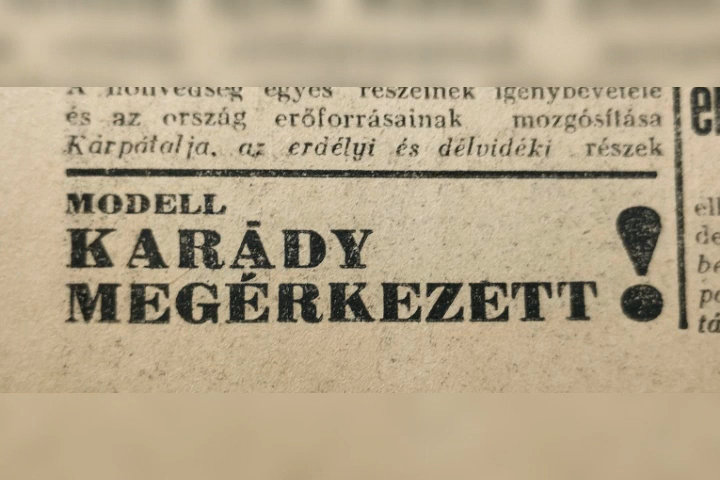 A honvédség egyes részeinek igénybevétele
és az ország erőforrásainak mozgósítása
Kárpátalja, az erdélyi és délvidéki részek
MODELL
KARÁDY
MEGÉRKEZETT!